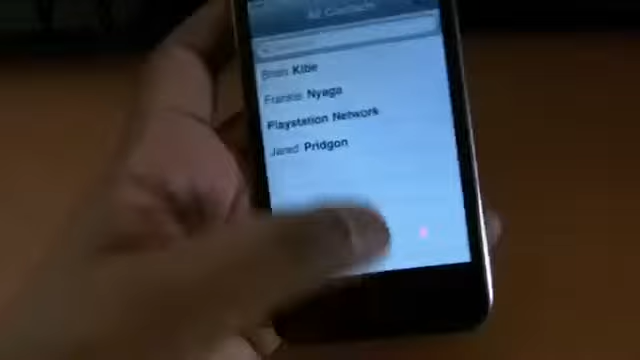 All Contacts
Brian Kibe
Frankie Nyaga
Playstation Network
Jared Pridgon